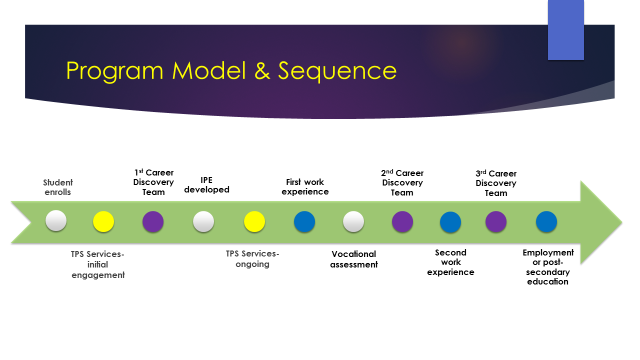 Program Model & Sequence
Student
enrolls
TPS Services-
initial
engagement
1st Career
Discovery
Team
IPE
developed
TPS Services-
ongoing
First work
experience
Vocational
assessment
2nd Career
Discovery
Team
Second
work
experience
3rd Career
Discovery
Team
Employment
or post-
secondary
education